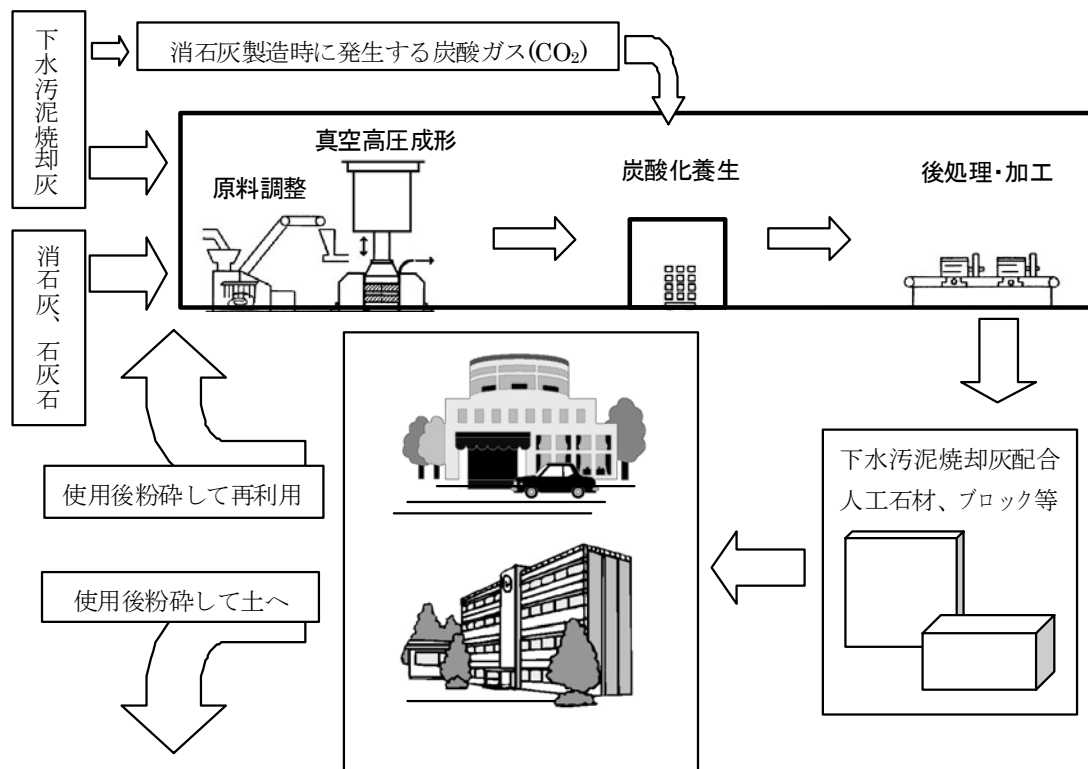 下水汚泥焼却灰
消石灰製造時に発生する炭酸ガス(CO₂)
真空高圧成形
原料調整
炭酸化養生
後処理・加工
消石灰、石灰石
使用後粉砕して再利用
使用後粉砕して土へ
下水汚泥焼却灰配合
人工石材、ブロック等